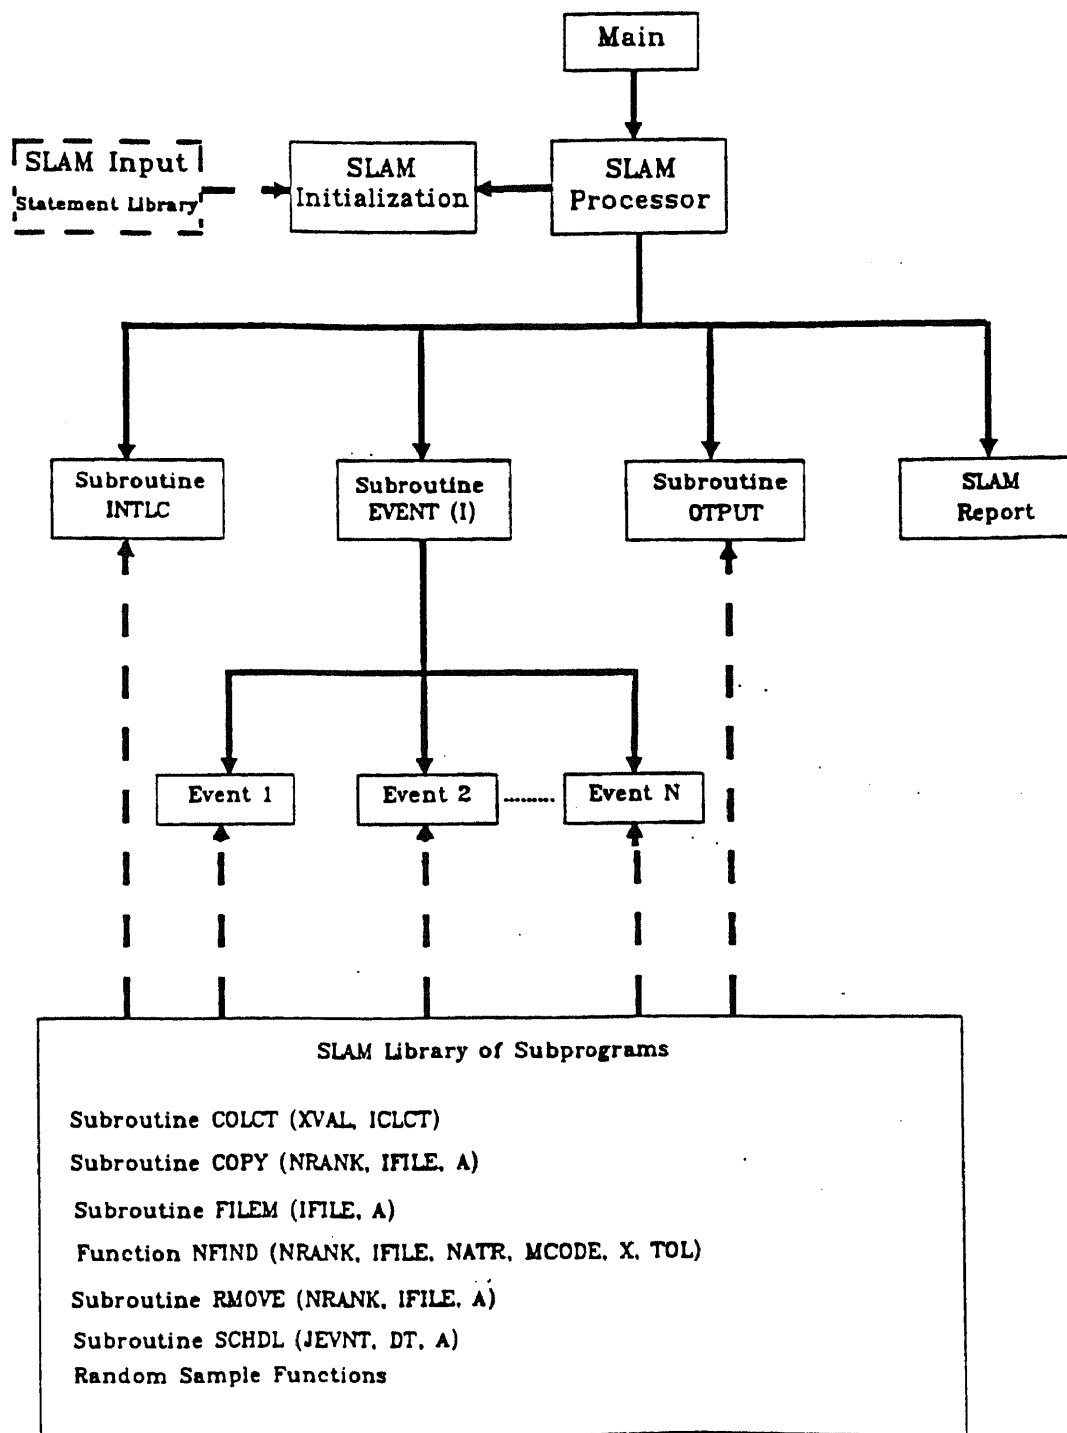 Main
SLAM Input
Statement Library
SLAM
Initialization
SLAM
Processor
Subroutine
INTLC
Subroutine
EVENT (I)
Subroutine
OTPUT
SLAM
Report
Event 1
Event 2
.........
Event N
SLAM Library of Subprograms
Subroutine COLCT (XVAL, ICLCT)
Subroutine COPY (NRANK, IFILE, A)
Subroutine FILEM (IFILE, A)
Function NFIND (NRANK, IFILE, NATR, MCODE, X, TOL)
Subroutine RMOVE (NRANK, IFILE, A)
Subroutine SCHDL (JEVNT, DT, A)
Random Sample Functions